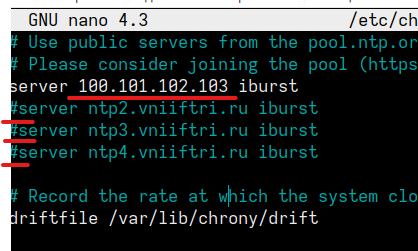 GNU nano 4.3 /etc/ch
# Use public servers from the pool.ntp.or
# Please consider joining the pool (https
server 100.101.102.103 iburst
#server ntp2.vniiftri.ru iburst
#server ntp3.vniiftri.ru iburst
#server ntp4.vniiftri.ru iburst
# Record the rate at which the system clo
driftfile /var/lib/chrony/drift